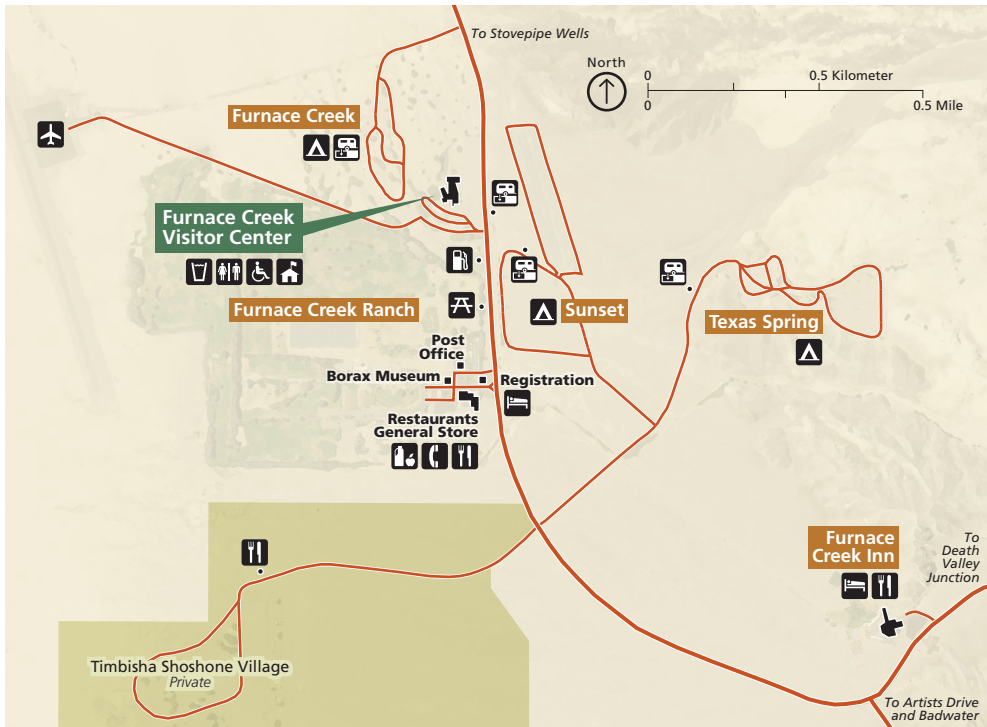 To Stovepipe Wells
North
0
0.5 Kilometer
0
0.5 Mile
Furnace Creek
Furnace Creek
Visitor Center
Furnace Creek Ranch
Sunset
Texas Spring
Post
Office
Borax Museum
Registration
Restaurants
General Store
Furnace
Creek Inn
To
Death
Valley
Junction
Timbisha Shoshone Village
Private
To Artists Drive
and Badwater